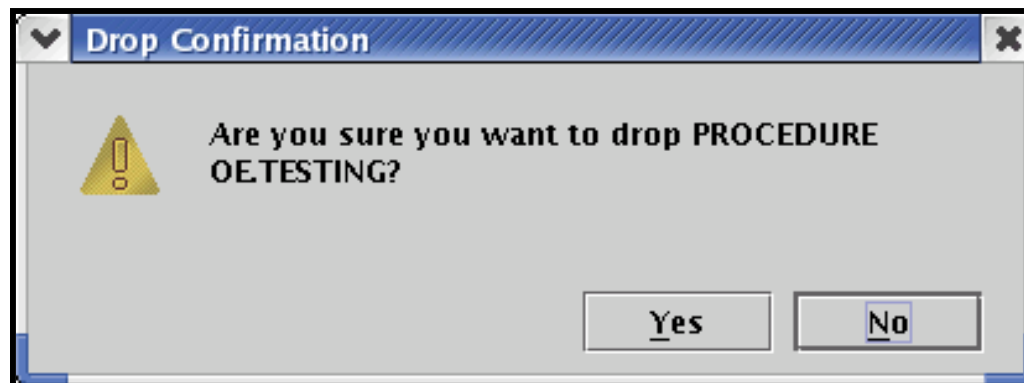 Drop Confirmation
Are you sure you want to drop PROCEDURE
OE.TESTING?
Yes
No